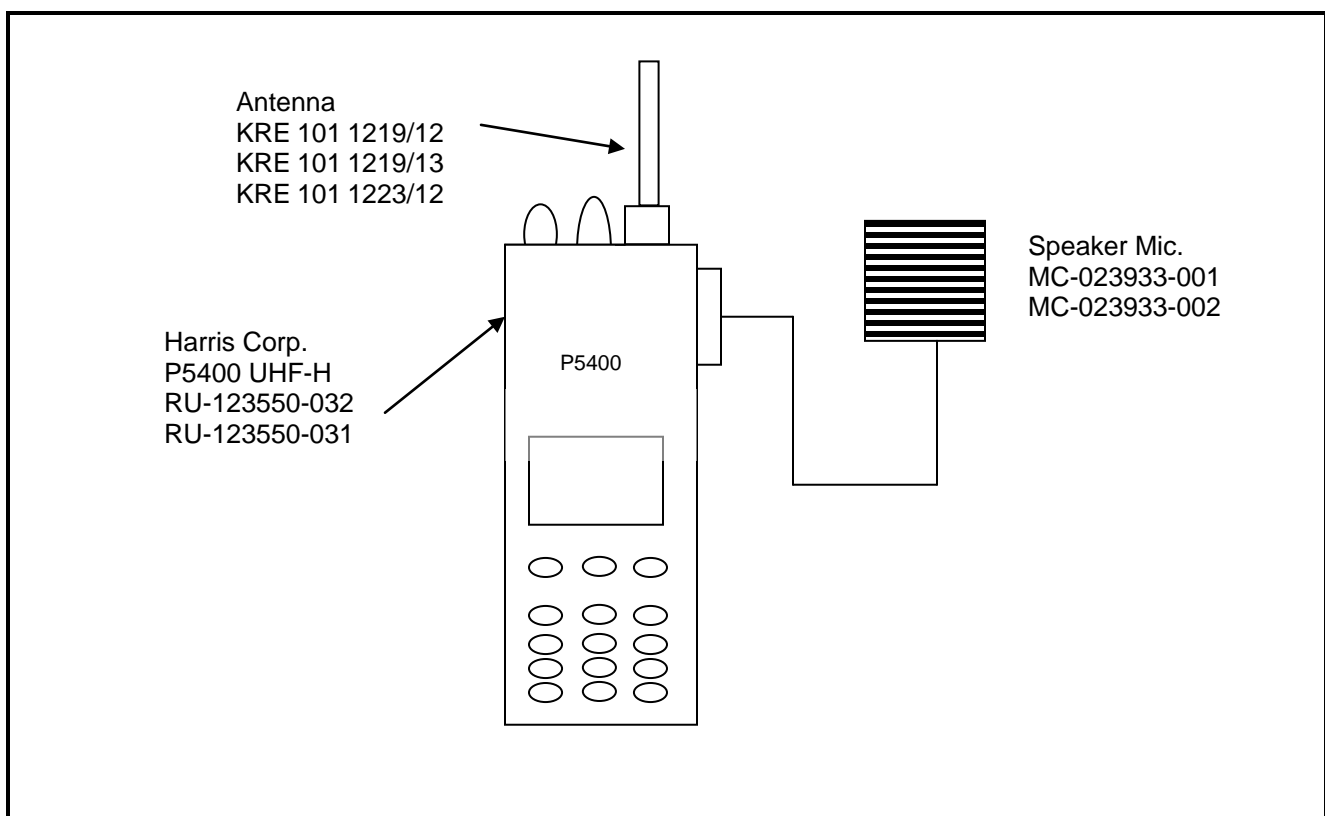 Antenna
KRE 101 1219/12
KRE 101 1219/13
KRE 101 1223/12
Speaker Mic.
MC-023933-001
MC-023933-002
Harris Corp.
P5400 UHF-H
RU-123550-032
RU-123550-031
P5400